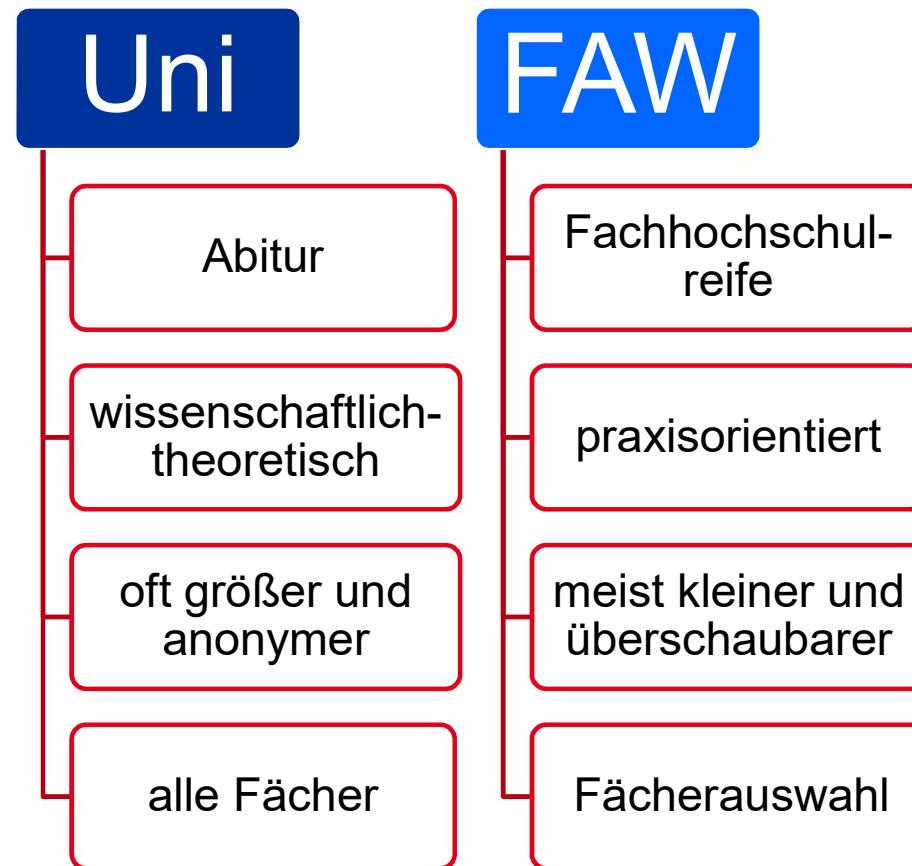 Uni
Abitur
wissenschaftlich-
theoretisch
oft größer und
anonymer
alle Fächer
FAW
Fachhochschul-
reife
praxisorientiert
meist kleiner und
überschaubarer
Fächerauswahl